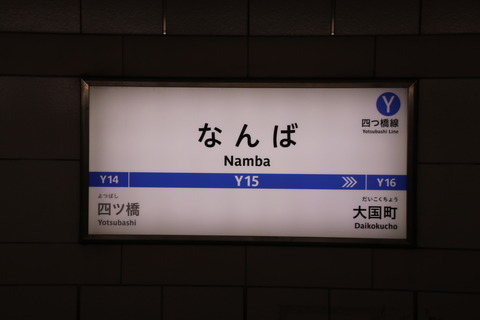 Y
四つ橋線
Yotsubashi Line
なんば
Namba
Y14 Y15 Y16
よつばし
四ツ橋
Yotsubashi
だいこくちょう
大国町
Daikokucho